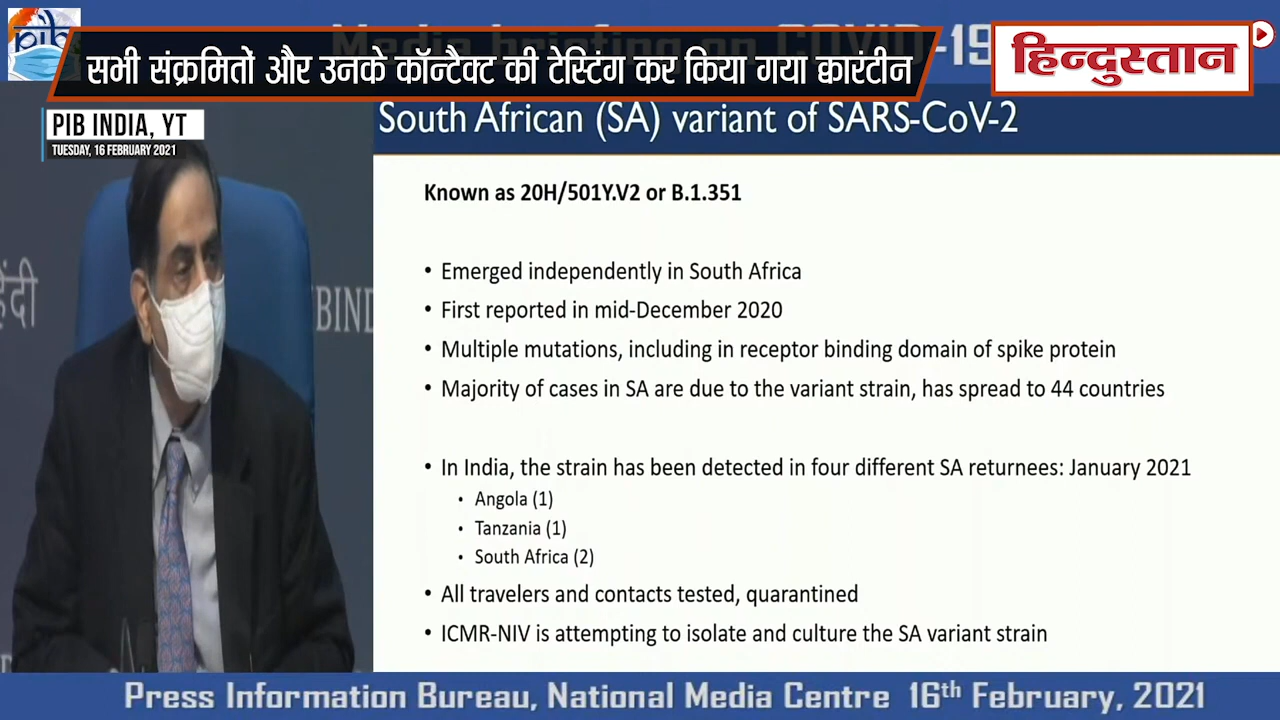 pib
Media briefing on COVID-19
सभी संक्रमितों और उनके कॉन्टैक्ट की टेस्टिंग कर किया गया क्वारंटीन
हिन्दुस्तान
PIB INDIA, YT
TUESDAY, 16 FEBRUARY 2021
South African (SA) variant of SARS-CoV-2
Known as 20H/501Y.V2 or B.1.351
• Emerged independently in South Africa
• First reported in mid-December 2020
• Multiple mutations, including in receptor binding domain of spike protein
• Majority of cases in SA are due to the variant strain, has spread to 44 countries
• In India, the strain has been detected in four different SA returnees: January 2021
• Angola (1)
• Tanzania (1)
• South Africa (2)
• All travelers and contacts tested, quarantined
• ICMR-NIV is attempting to isolate and culture the SA variant strain
Press Information Bureau, National Media Centre 16th February, 2021